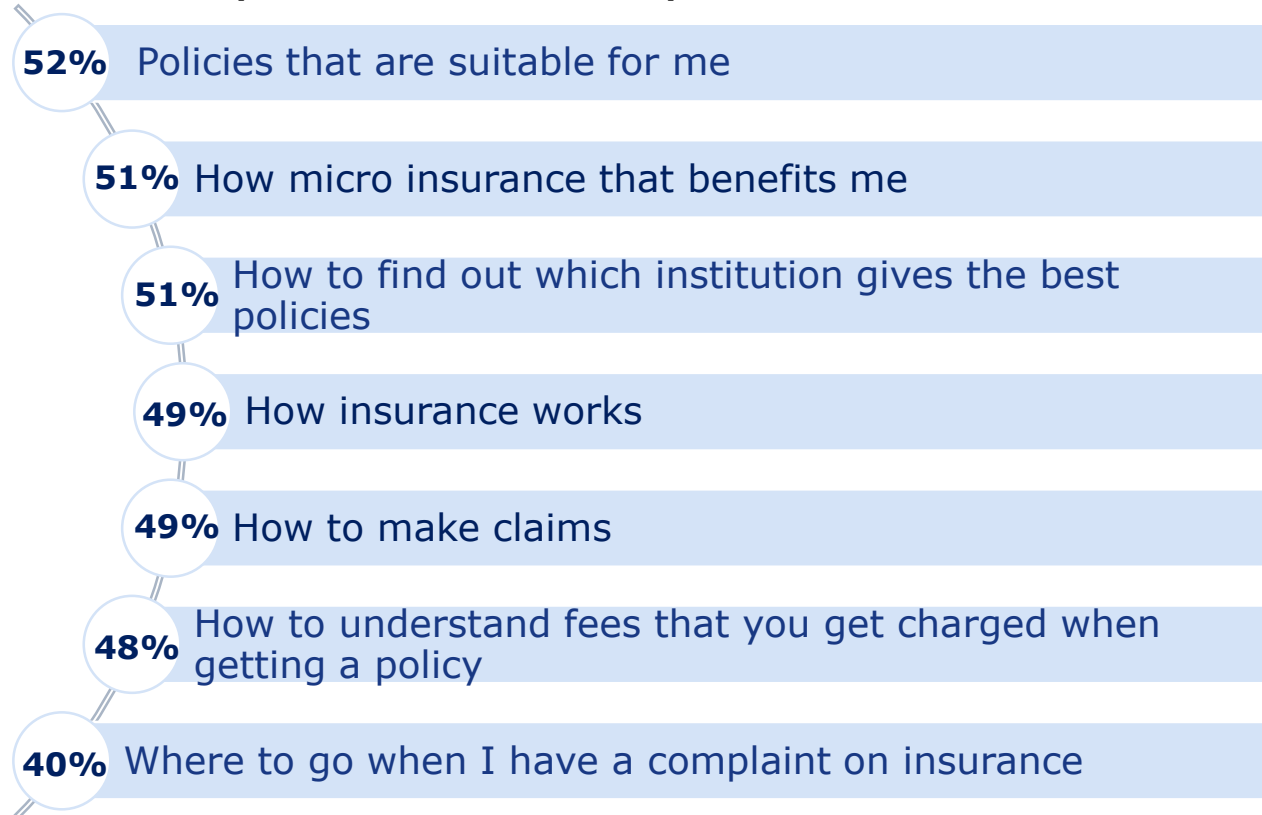 52% Policies that are suitable for me
51% How micro insurance that benefits me
51% How to find out which institution gives the best
policies
49% How insurance works
49% How to make claims
48% How to understand fees that you get charged when
getting a policy
40% Where to go when I have a complaint on insurance